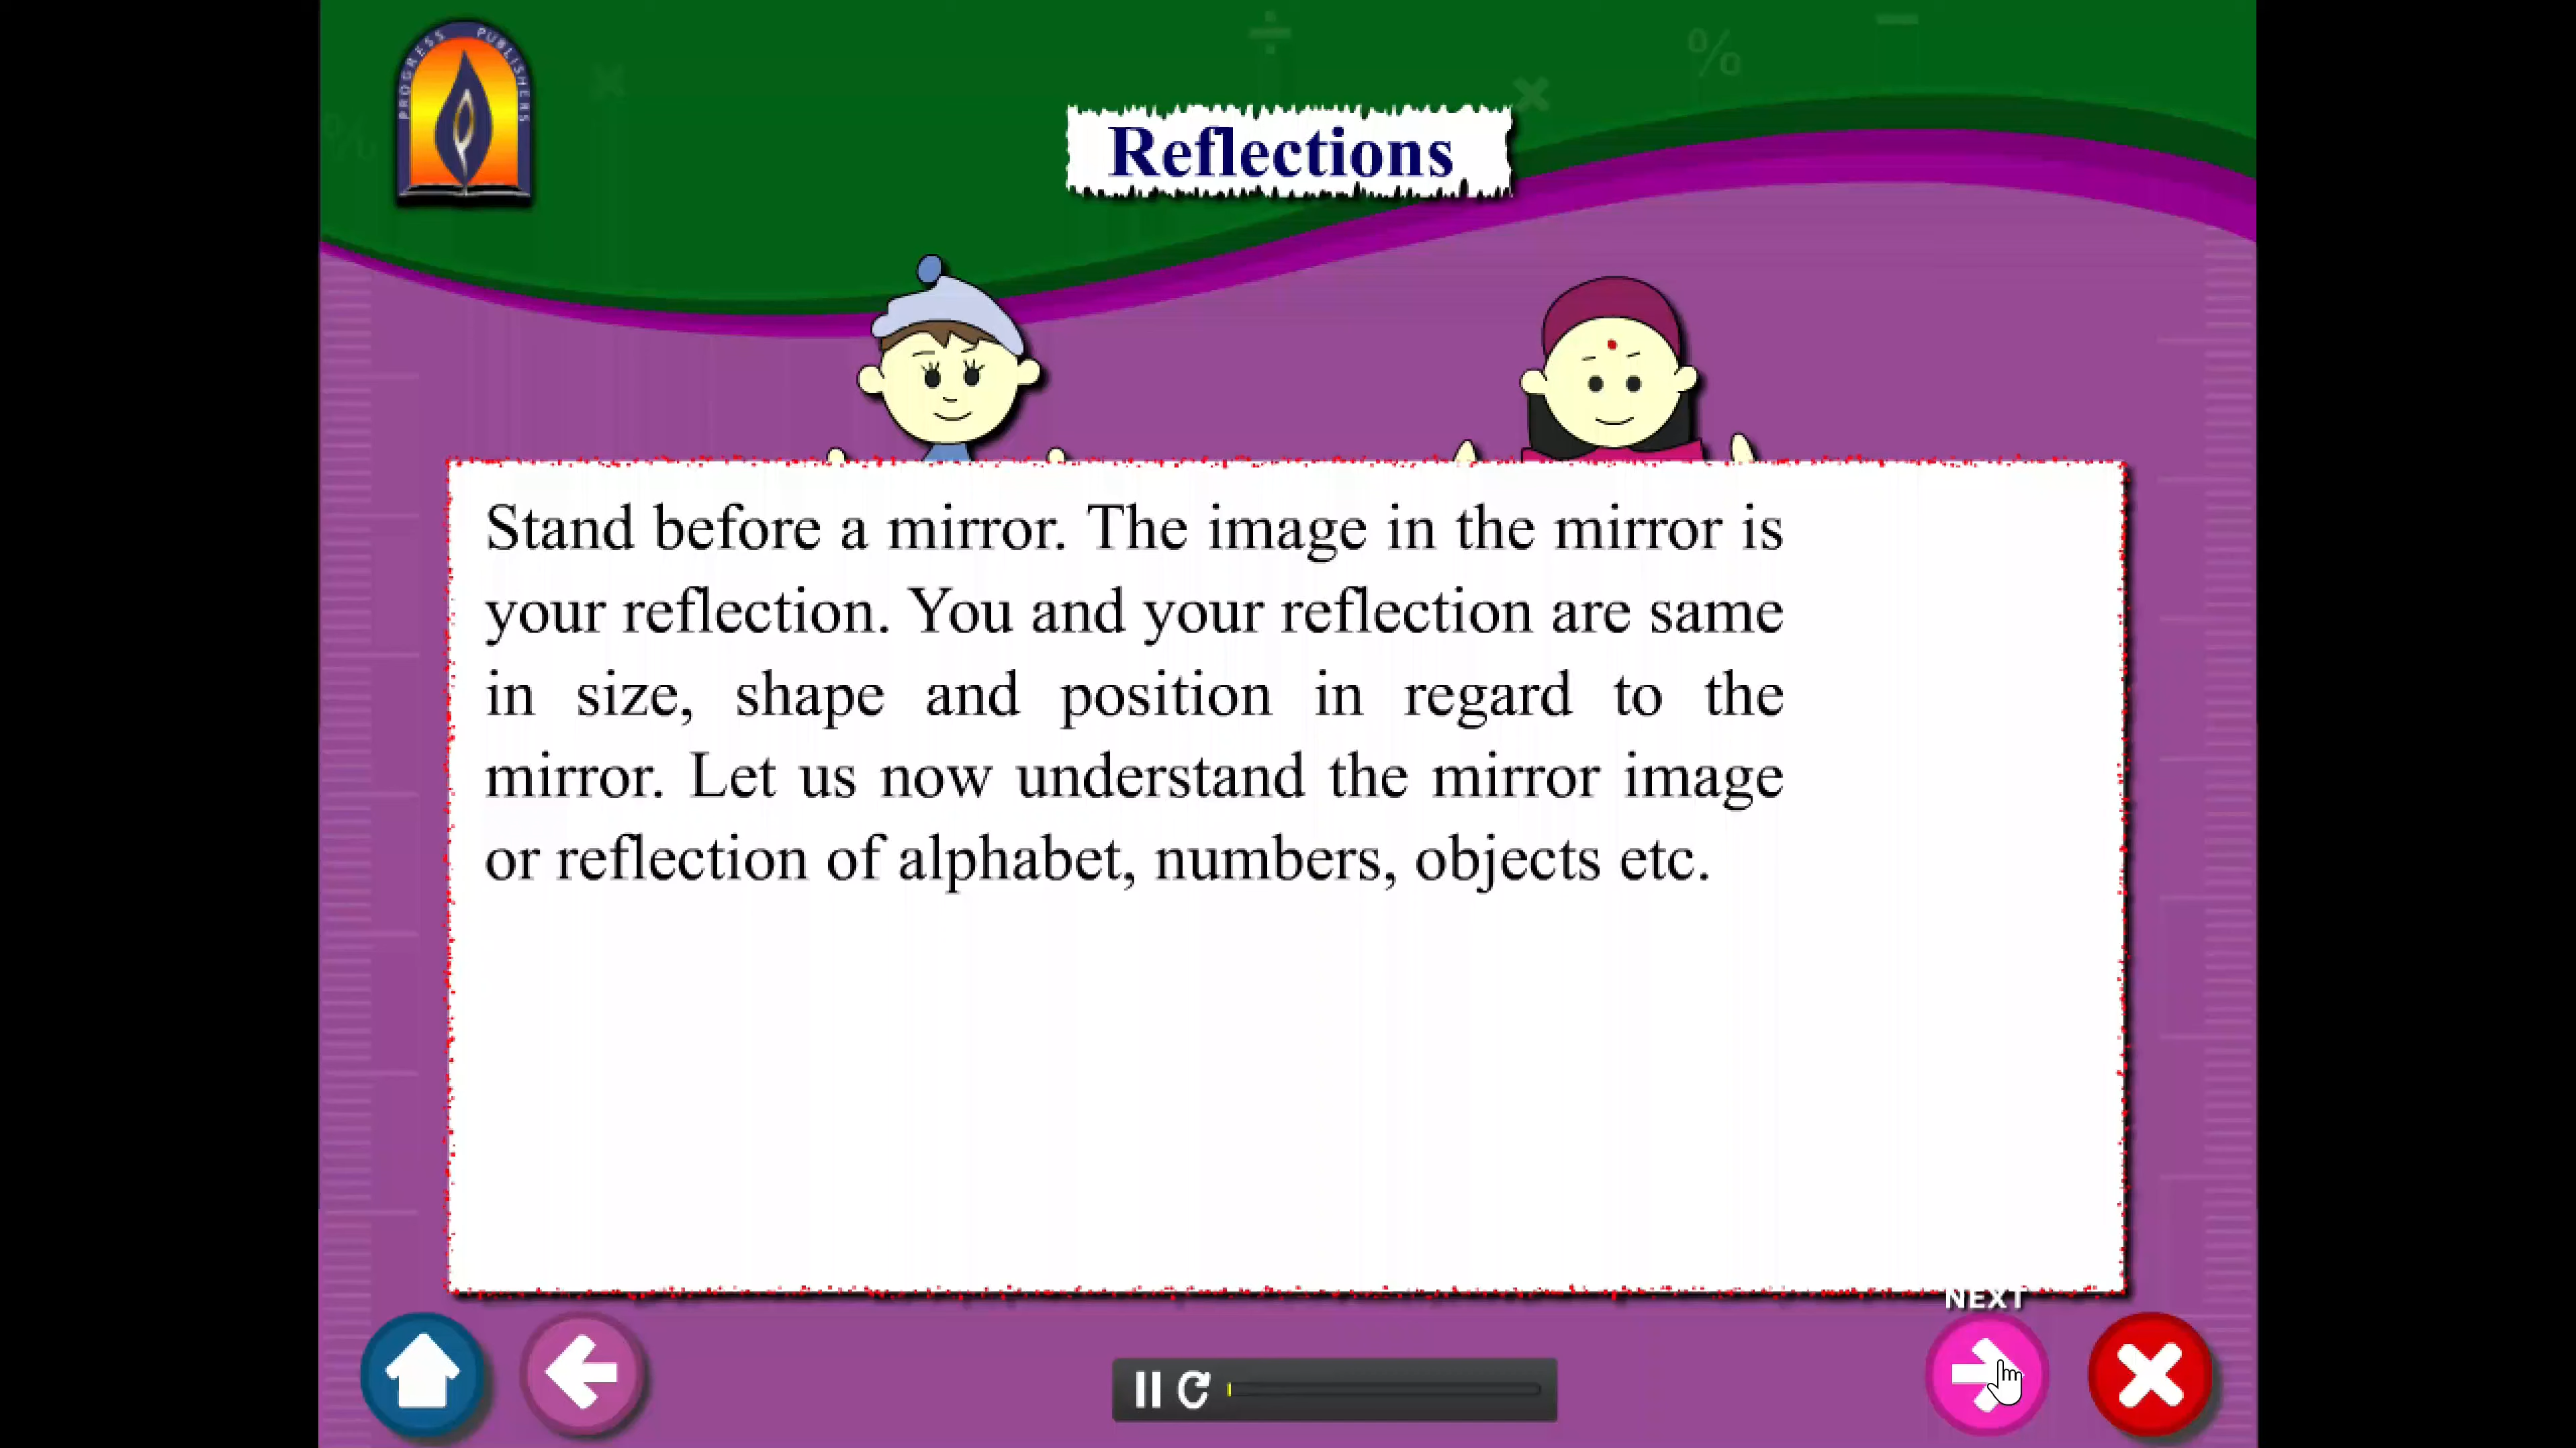 PROGRESS PUBLISHERS
Reflections
Stand before a mirror. The image in the mirror is
your reflection. You and your reflection are same
in size, shape and position in regard to the
mirror. Let us now understand the mirror image
or reflection of alphabet, numbers, objects etc.
NEXT